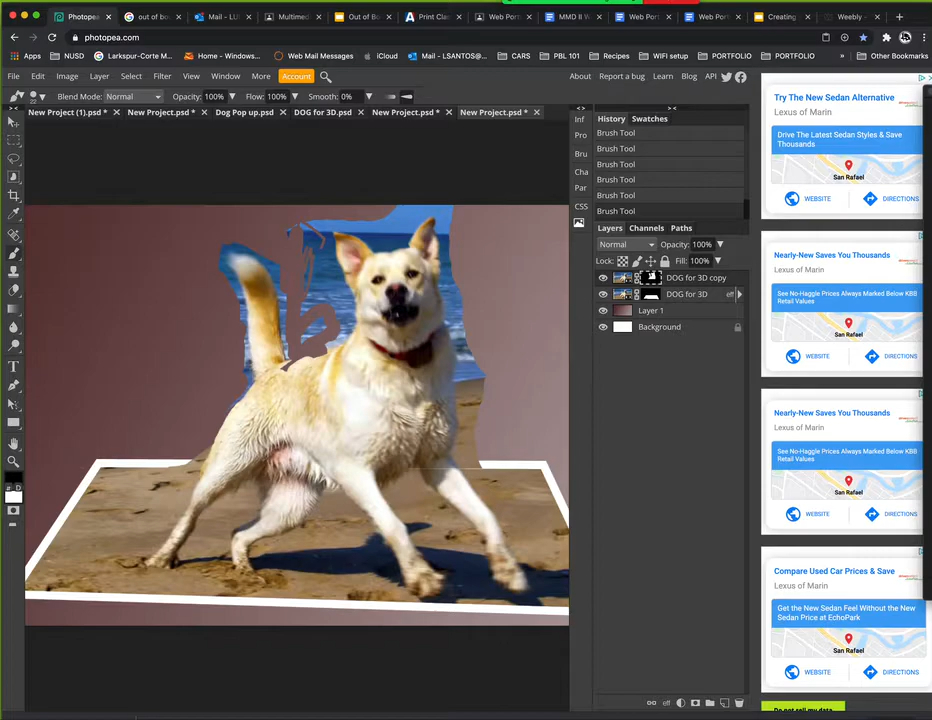 Photopea
out of bo
Mail - LU
Multimed
Out of Bo
Print Cla
Web Port
MMD II W
Web Port
Web Port
Creating
Weebly -
photopea.com
Apps
NUSD
Larkspur-Corte M...
Home - Windows...
Web Mail Messages
iCloud
Mail - LSANTOS@...
CARS
PBL 101
Recipes
WIFI setup
PORTFOLIO
PORTFOLIO
Other Bookmarks
File Edit Image Layer Select Filter View Window More Account
About Report a bug Learn Blog API
22
Blend Mode: Normal Opacity: 100% Flow: 100% Smooth: 0%
New Project (1).psd * New Project.psd * Dog Pop up.psd DOG for 3D.psd New Project.psd * New Project.psd *
Inf
Pro
Bru
Cha
Par
CSS
History Swatches
Brush Tool
Brush Tool
Brush Tool
Brush Tool
Brush Tool
Brush Tool
Layers Channels Paths
Normal Opacity: 100%
Lock: Fill: 100%
DOG for 3D copy
DOG for 3D eff
Layer 1
Background
eff
T
D
Try The New Sedan Alternative
Lexus of Marin
Drive The Latest Sedan Styles & Save Thousands
San Rafael
WEBSITE DIRECTIONS
Nearly-New Saves You Thousands
Lexus of Marin
See No-Haggle Prices Always Marked Below KBB Retail Values
San Rafael
WEBSITE DIRECTIONS
Nearly-New Saves You Thousands
Lexus of Marin
See No-Haggle Prices Always Marked Below KBB Retail Values
San Rafael
WEBSITE DIRECTIONS
Compare Used Car Prices & Save
Lexus of Marin
Get the New Sedan Feel Without the New Sedan Price at EchoPark
San Rafael
WEBSITE DIRECTIONS
Do not sell my data